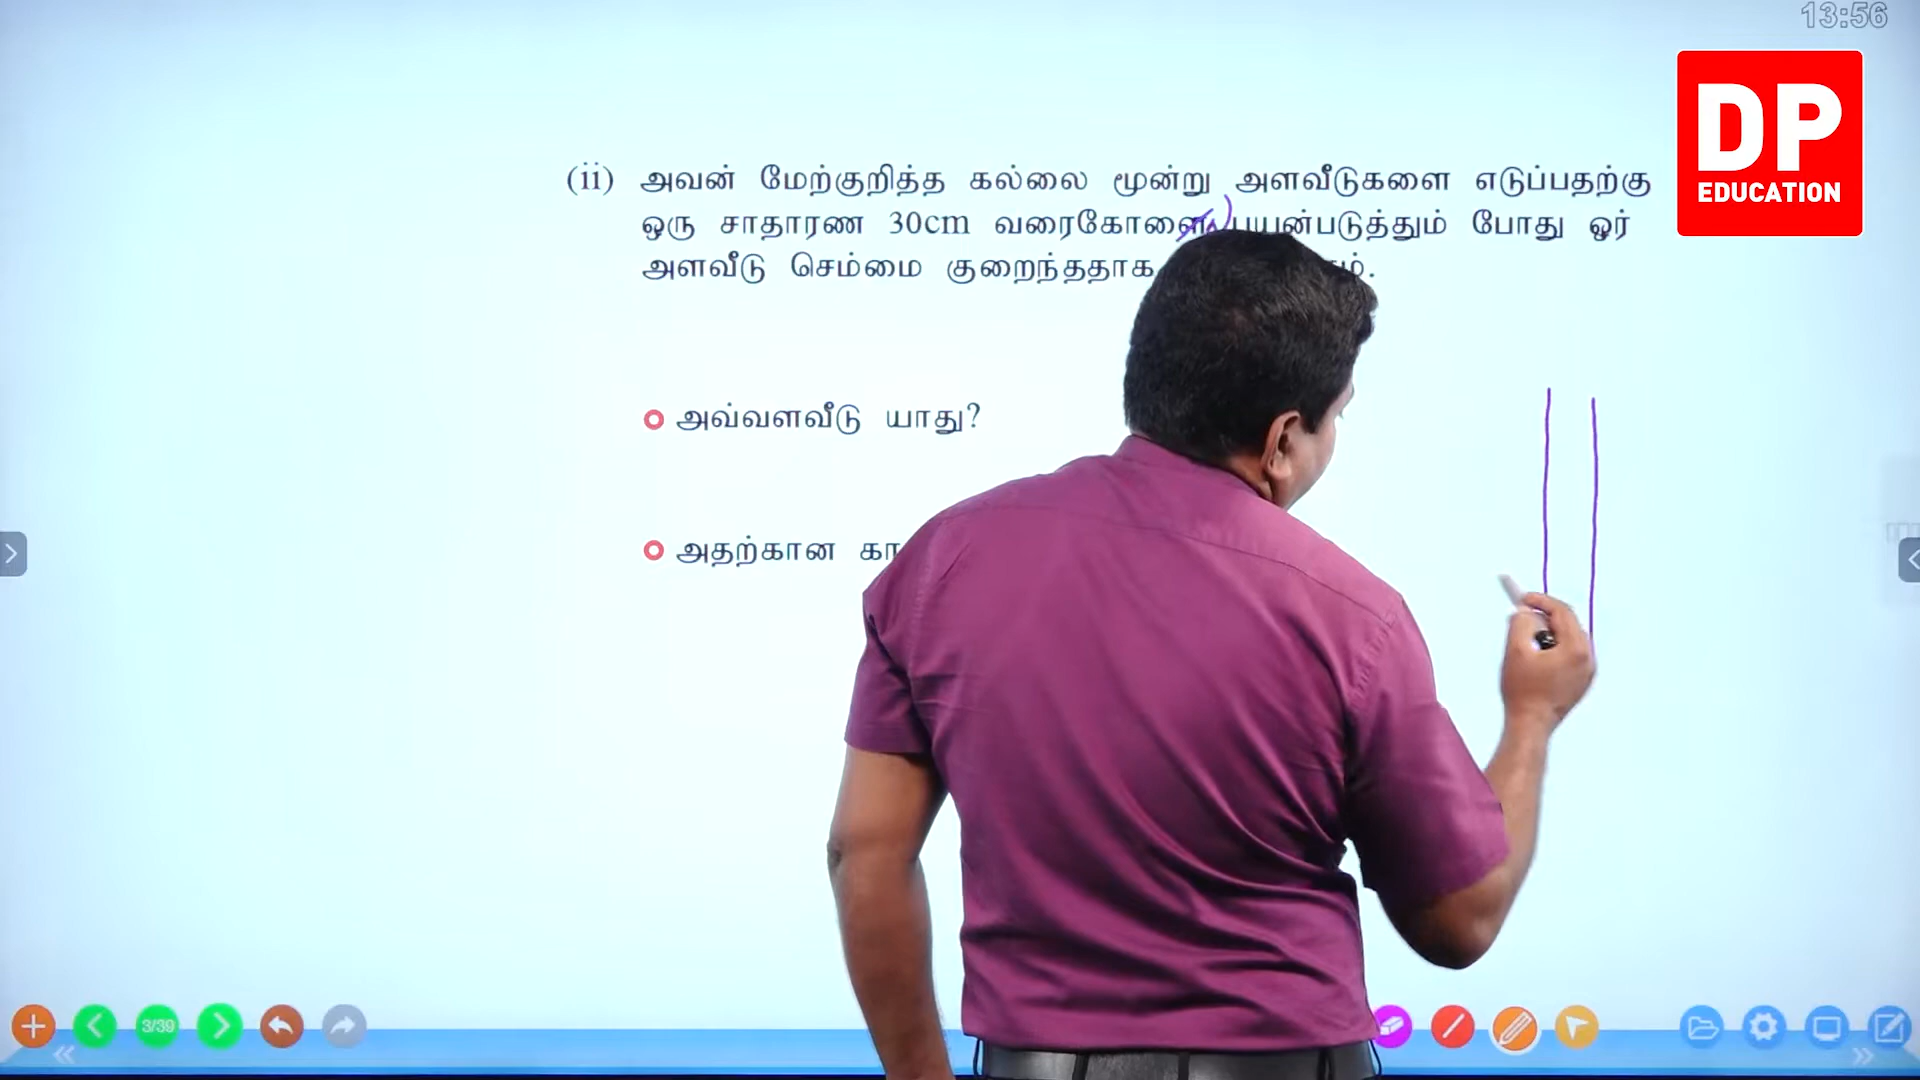 13:56
DP
EDUCATION
(ii) அவன் மேற்குறித்த கல்லை மூன்று அளவீடுகளை எடுப்பதற்கு
ஒரு சாதாரண 30cm வரைகோளை பயன்படுத்தும் போது ஒர்
அளவீடு செம்மை குறைந்ததாக
அவ்வளவீடு யாது?
அதற்கான
3/39